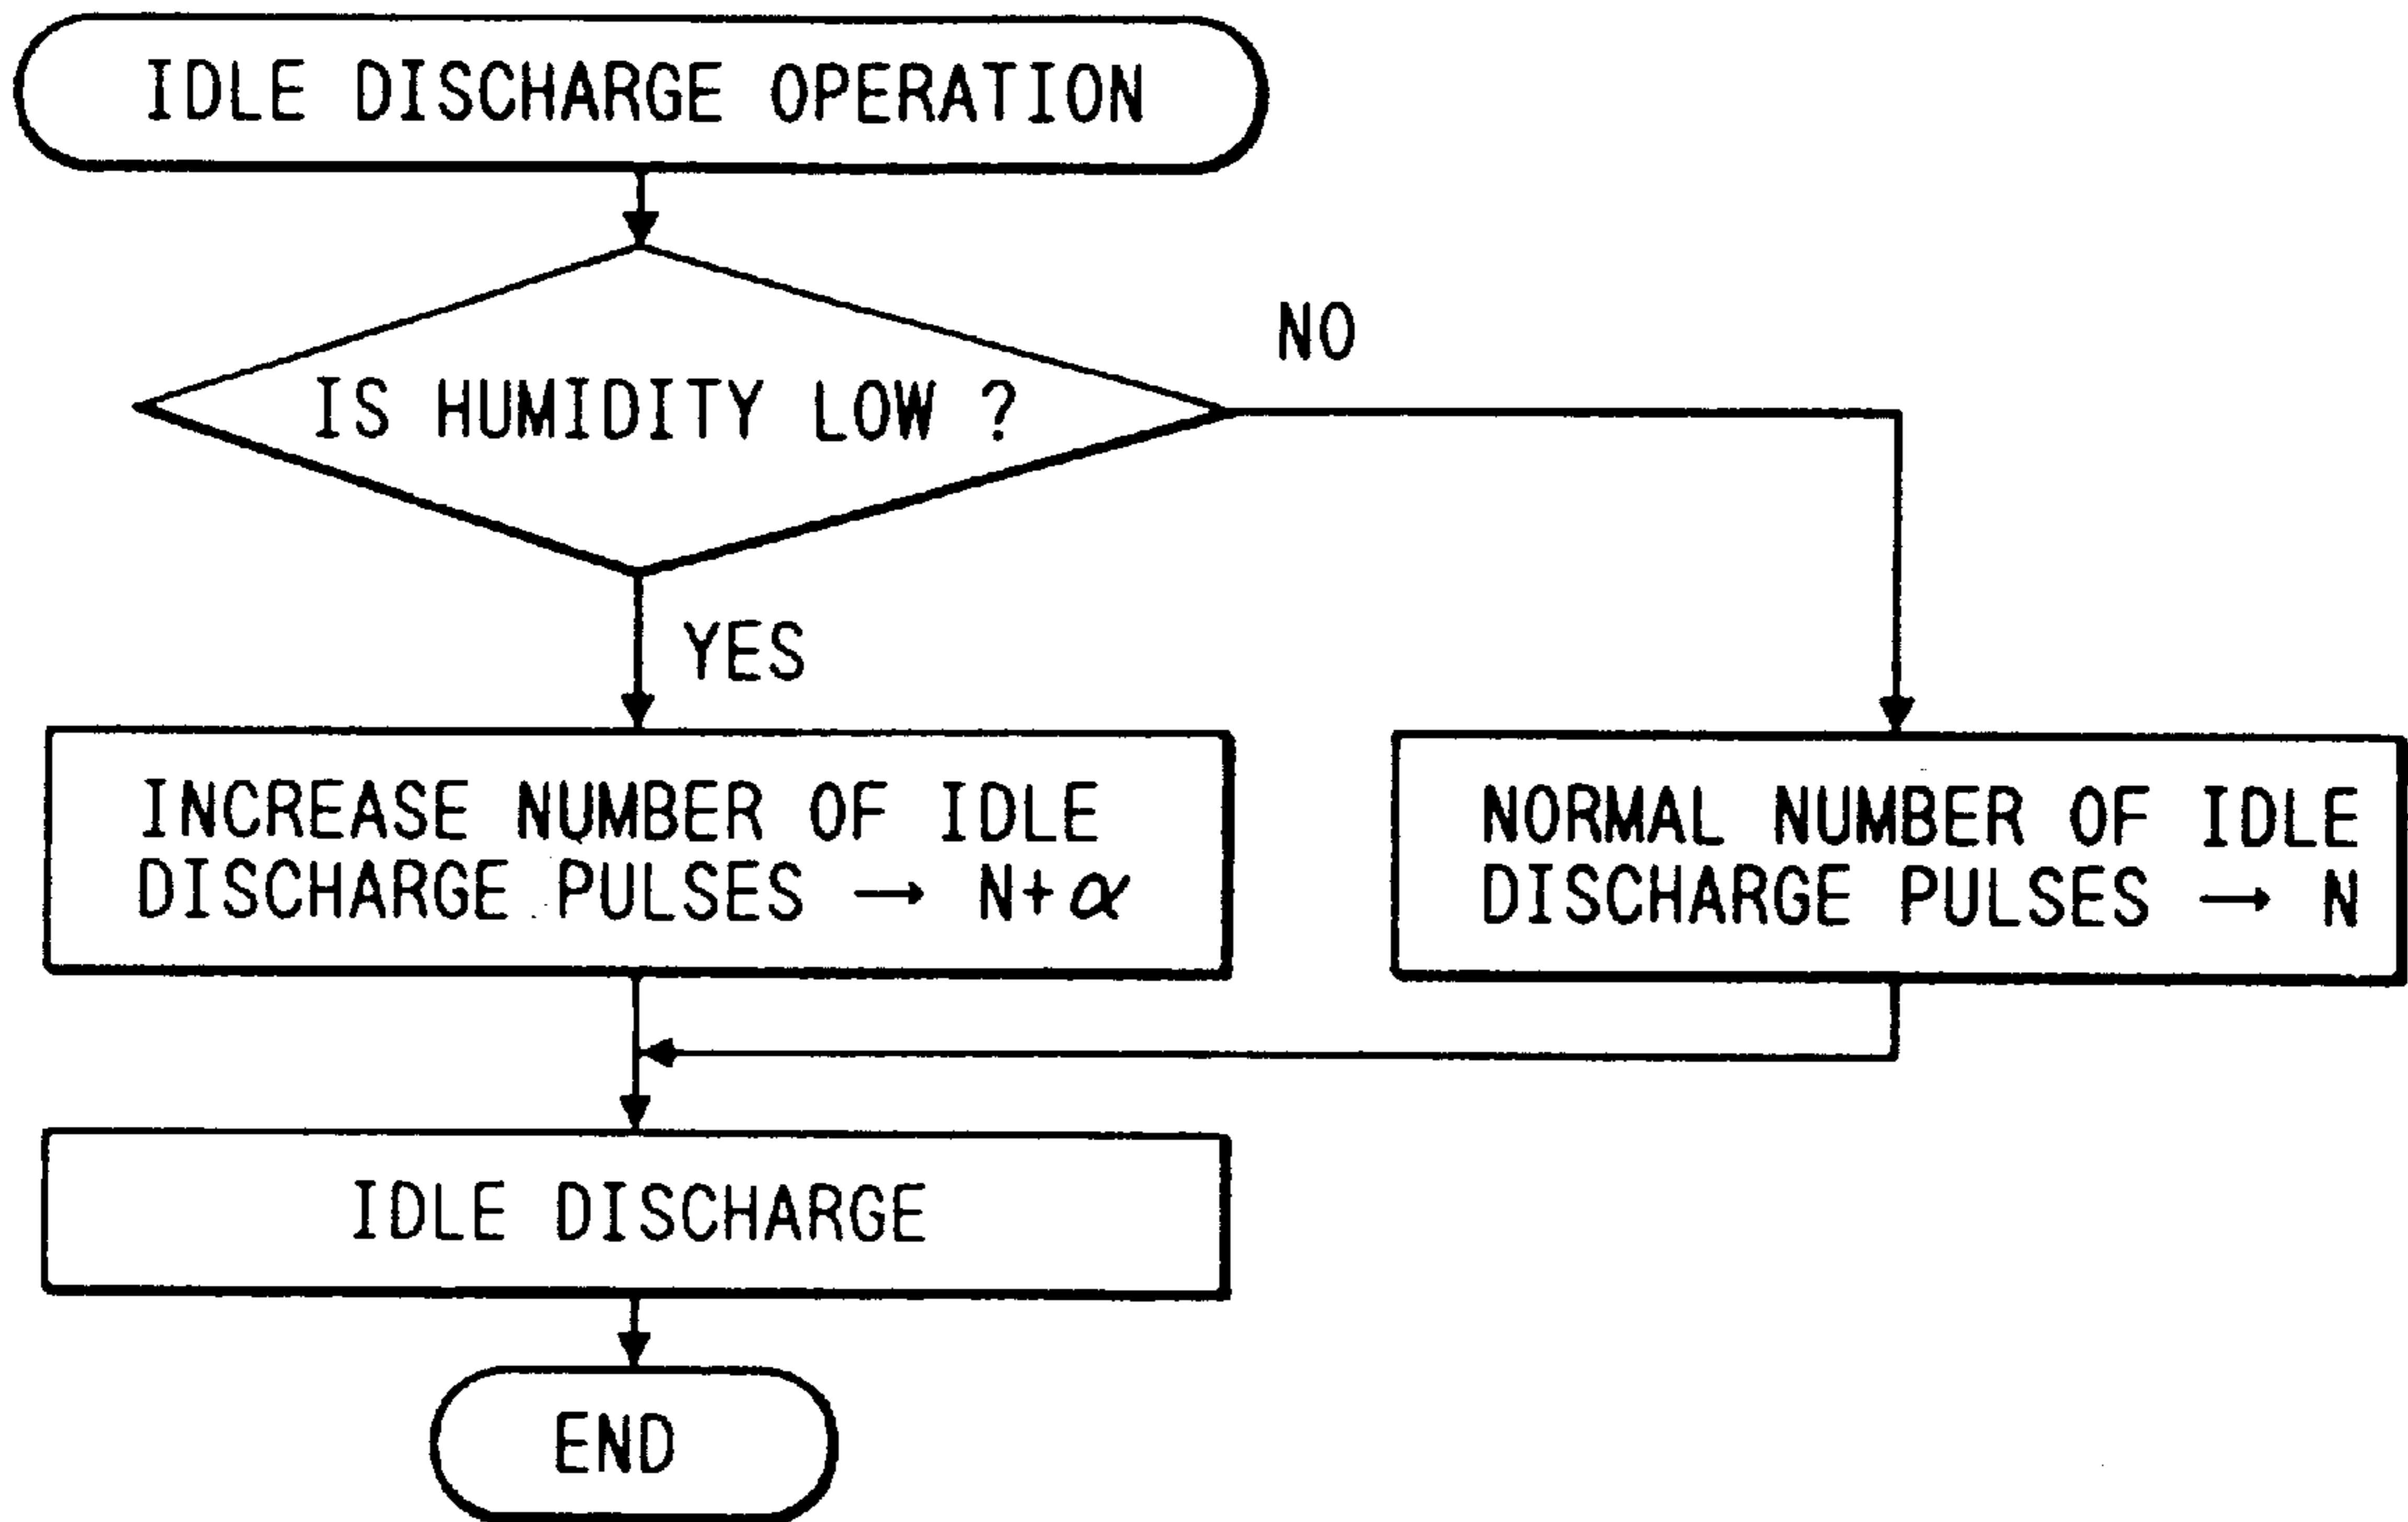 IDLE DISCHARGE OPERATION
IS HUMIDITY LOW ?
NO
YES
INCREASE NUMBER OF IDLE
DISCHARGE PULSES → N+α
NORMAL NUMBER OF IDLE
DISCHARGE PULSES → N
IDLE DISCHARGE
END